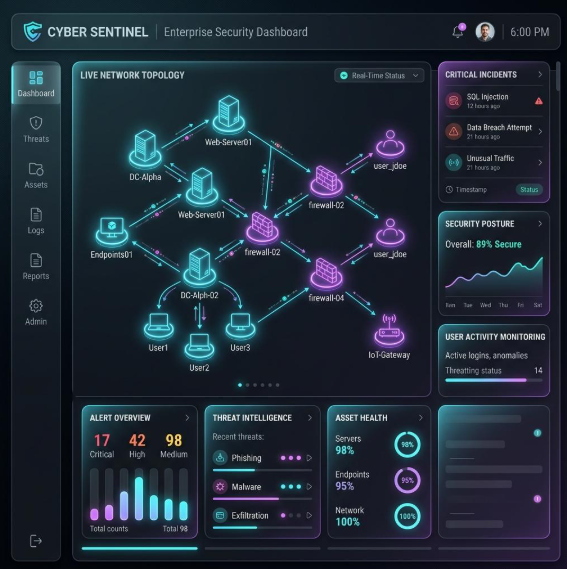 CYBER SENTINEL
Enterprise Security Dashboard
6:00 PM
Dashboard
Threats
Assets
Logs
Reports
Admin
LIVE NETWORK TOPOLOGY
Real-Time Status
Web-Server01
DC-Alpha
user_jdoe
Web-Server01
firewall-02
Endpoints01
firewall-02
user_jdoe
DC-Alph-02
firewall-04
User1
User2
User3
IoT-Gateway
CRITICAL INCIDENTS
SQL Injection
12 hours ago
Data Breach Attempt
21 hours ago
Unusual Traffic
21 hours ago
Timestamp
Status
SECURITY POSTURE
Overall: 89% Secure
Mon Tue Wed Thu Fri Sat
USER ACTIVITY MONITORING
Active logins, anomalies
Threatting status 14
ALERT OVERVIEW
17 42 98
Critical High Medium
Total counts Total 98
THREAT INTELLIGENCE
Recent threats:
Phishing
Malware
Exfiltration
ASSET HEALTH
Servers
98%
98%
Endpoints
95%
95%
Network
100%
100%